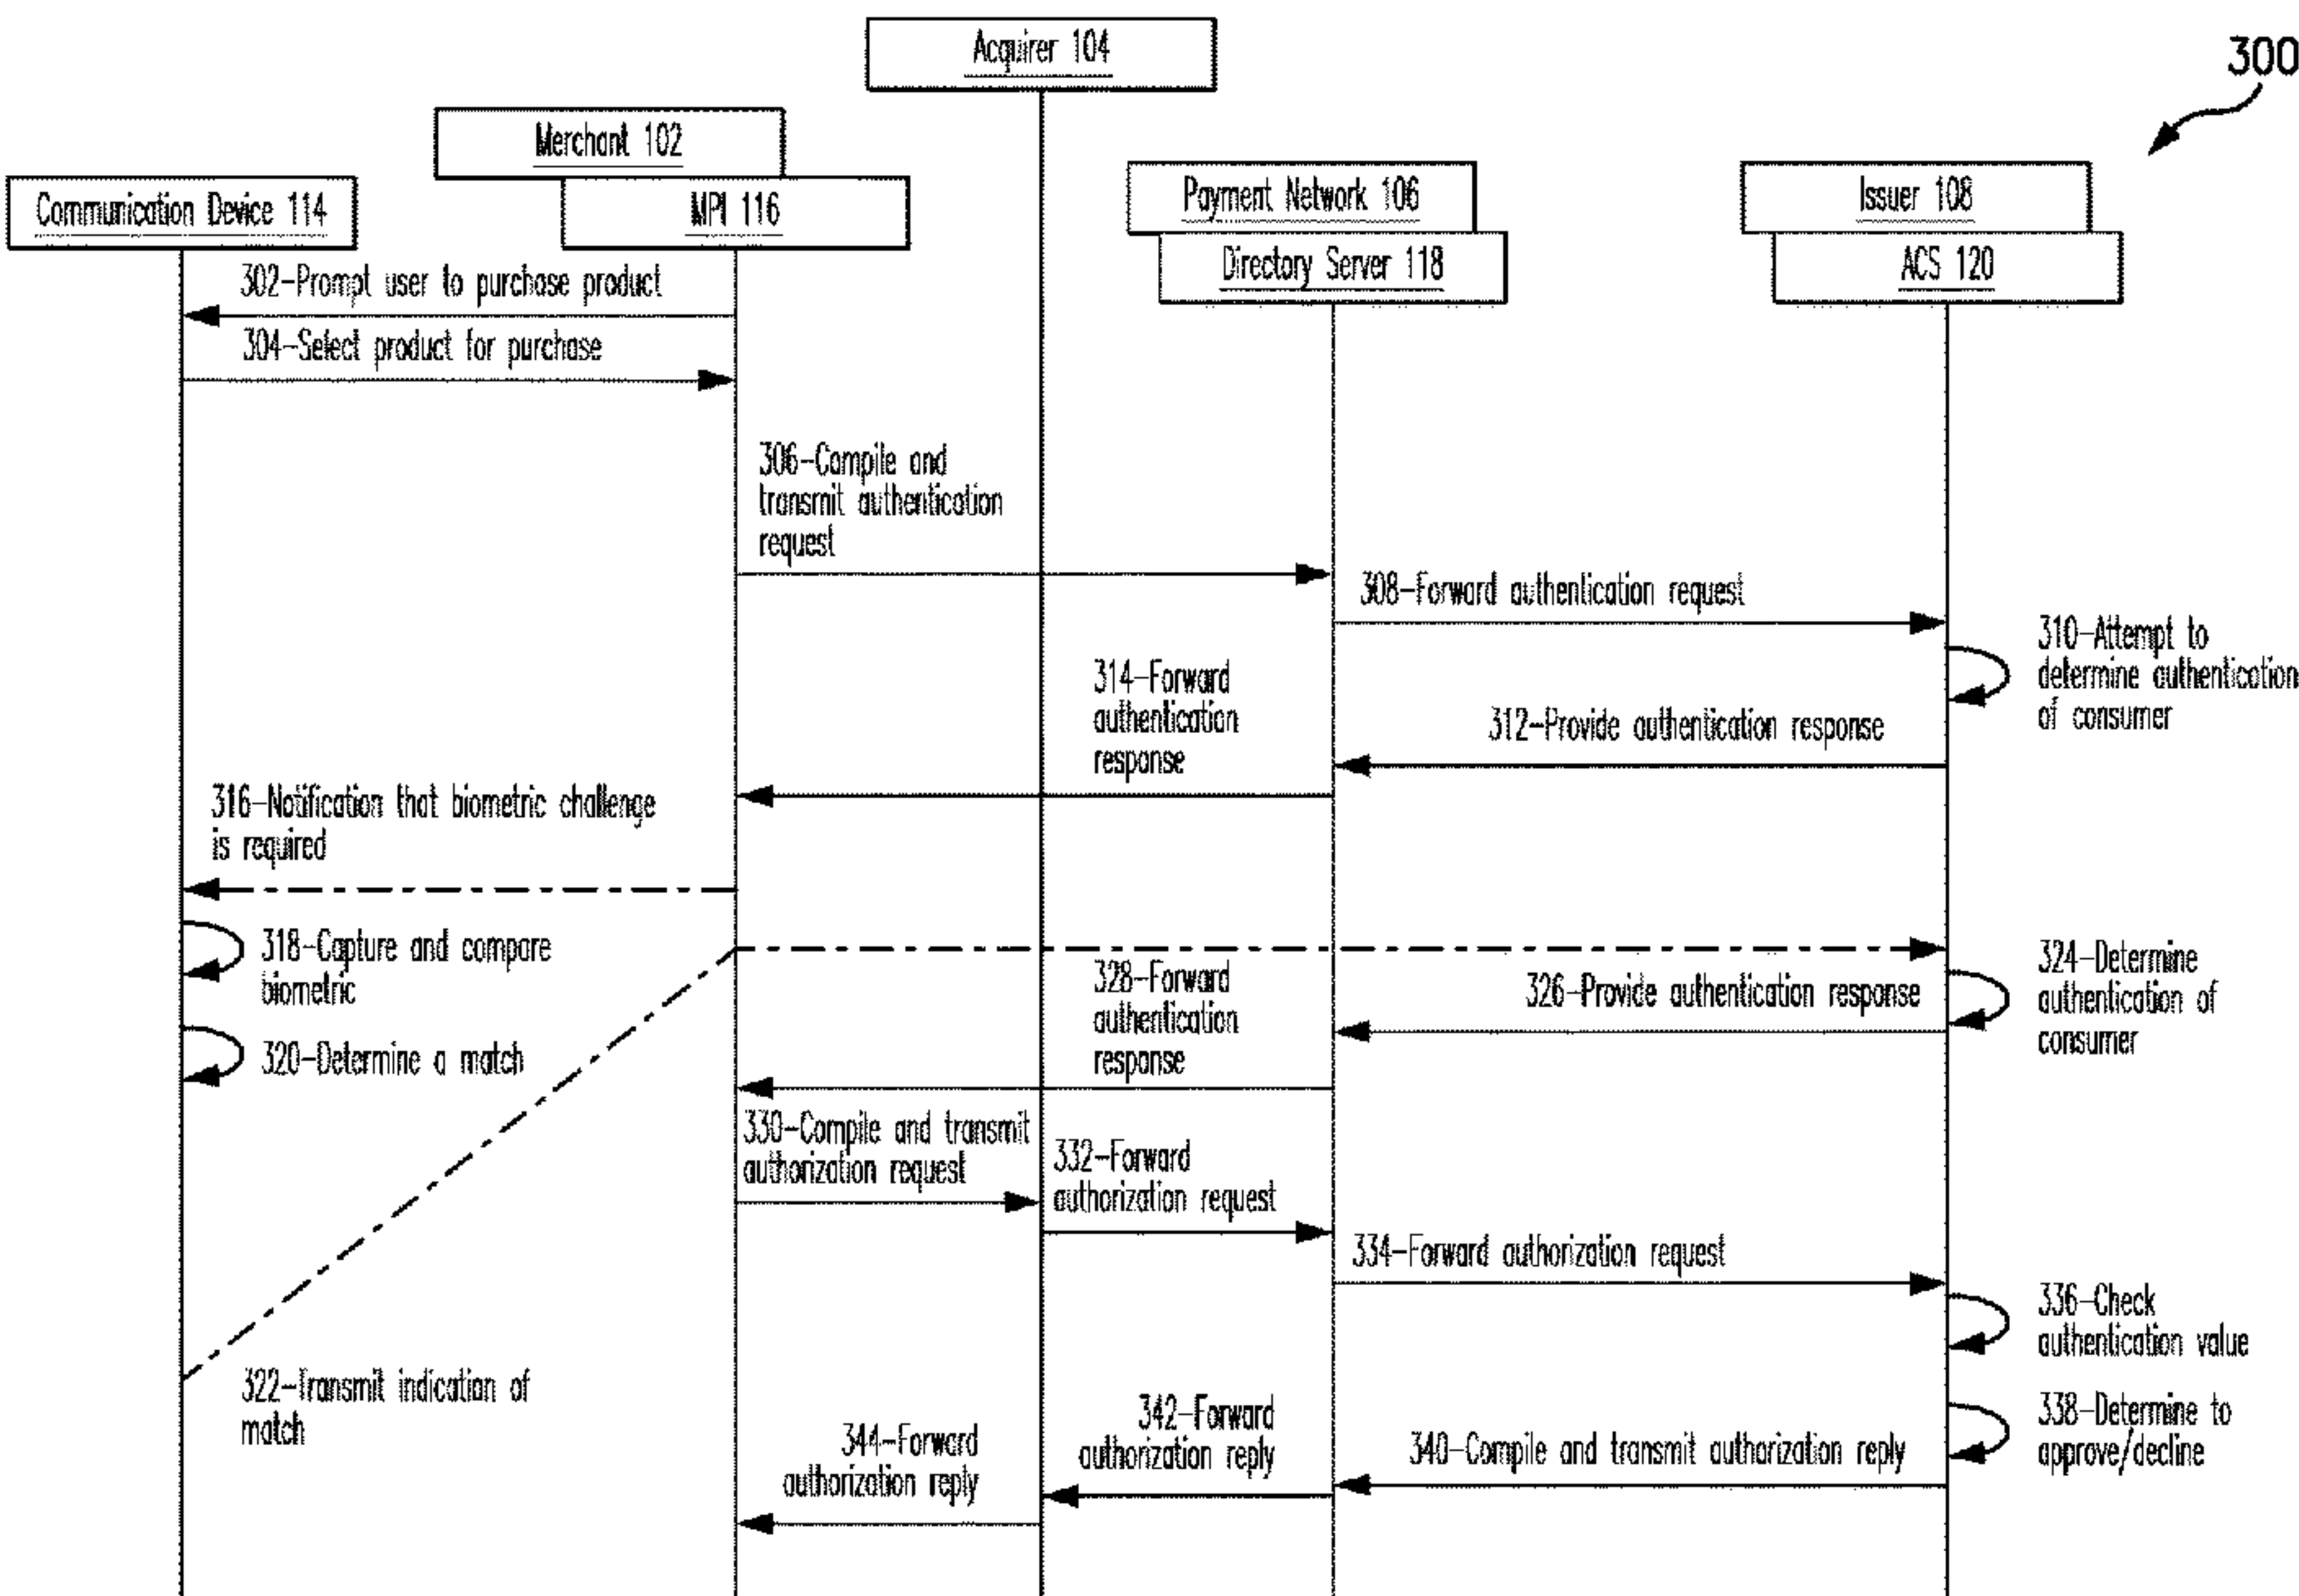 Acquirer 104
300
Merchant 102
MPI 116
Communication Device 114
Payment Network 106
Directory Server 118
Issuer 108
ACS 120
302-Prompt user to purchase product
304-Select product for purchase
306-Compile and
transmit authentication
request
308-Forward authentication request
310-Attempt to
determine authentication
of consumer
312-Provide authentication response
314-Forward
authentication
response
316-Notification that biometric challenge
is required
318-Capture and compare
biometric
320-Determine a match
322-Transmit indication of
match
324-Determine
authentication of
consumer
326-Provide authentication response
328-Forward
authentication
response
330-Compile and transmit
authorization request
332-Forward
authorization request
334-Forward authorization request
336-Check
authentication value
338-Determine to
approve/decline
340-Compile and transmit authorization reply
342-Forward
authorization reply
344-Forward
authorization reply